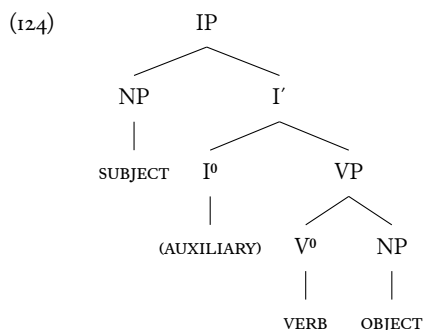 (124) IP
NP I′
SUBJECT I⁰ VP
(AUXILIARY) V⁰ NP
VERB OBJECT